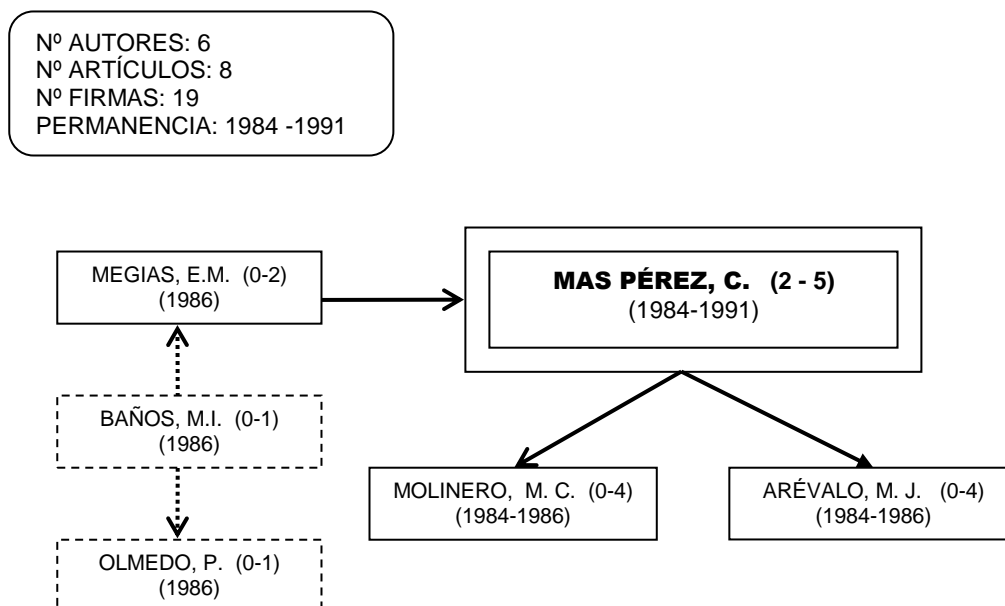 Nº AUTORES: 6
Nº ARTÍCULOS: 8
Nº FIRMAS: 19
PERMANENCIA: 1984 -1991
MEGIAS, E.M. (0-2)
(1986)
MAS PÉREZ, C. (2 - 5)
(1984-1991)
BAÑOS, M.I. (0-1)
(1986)
MOLINERO, M. C. (0-4)
(1984-1986)
ARÉVALO, M. J. (0-4)
(1984-1986)
OLMEDO, P. (0-1)
(1986)